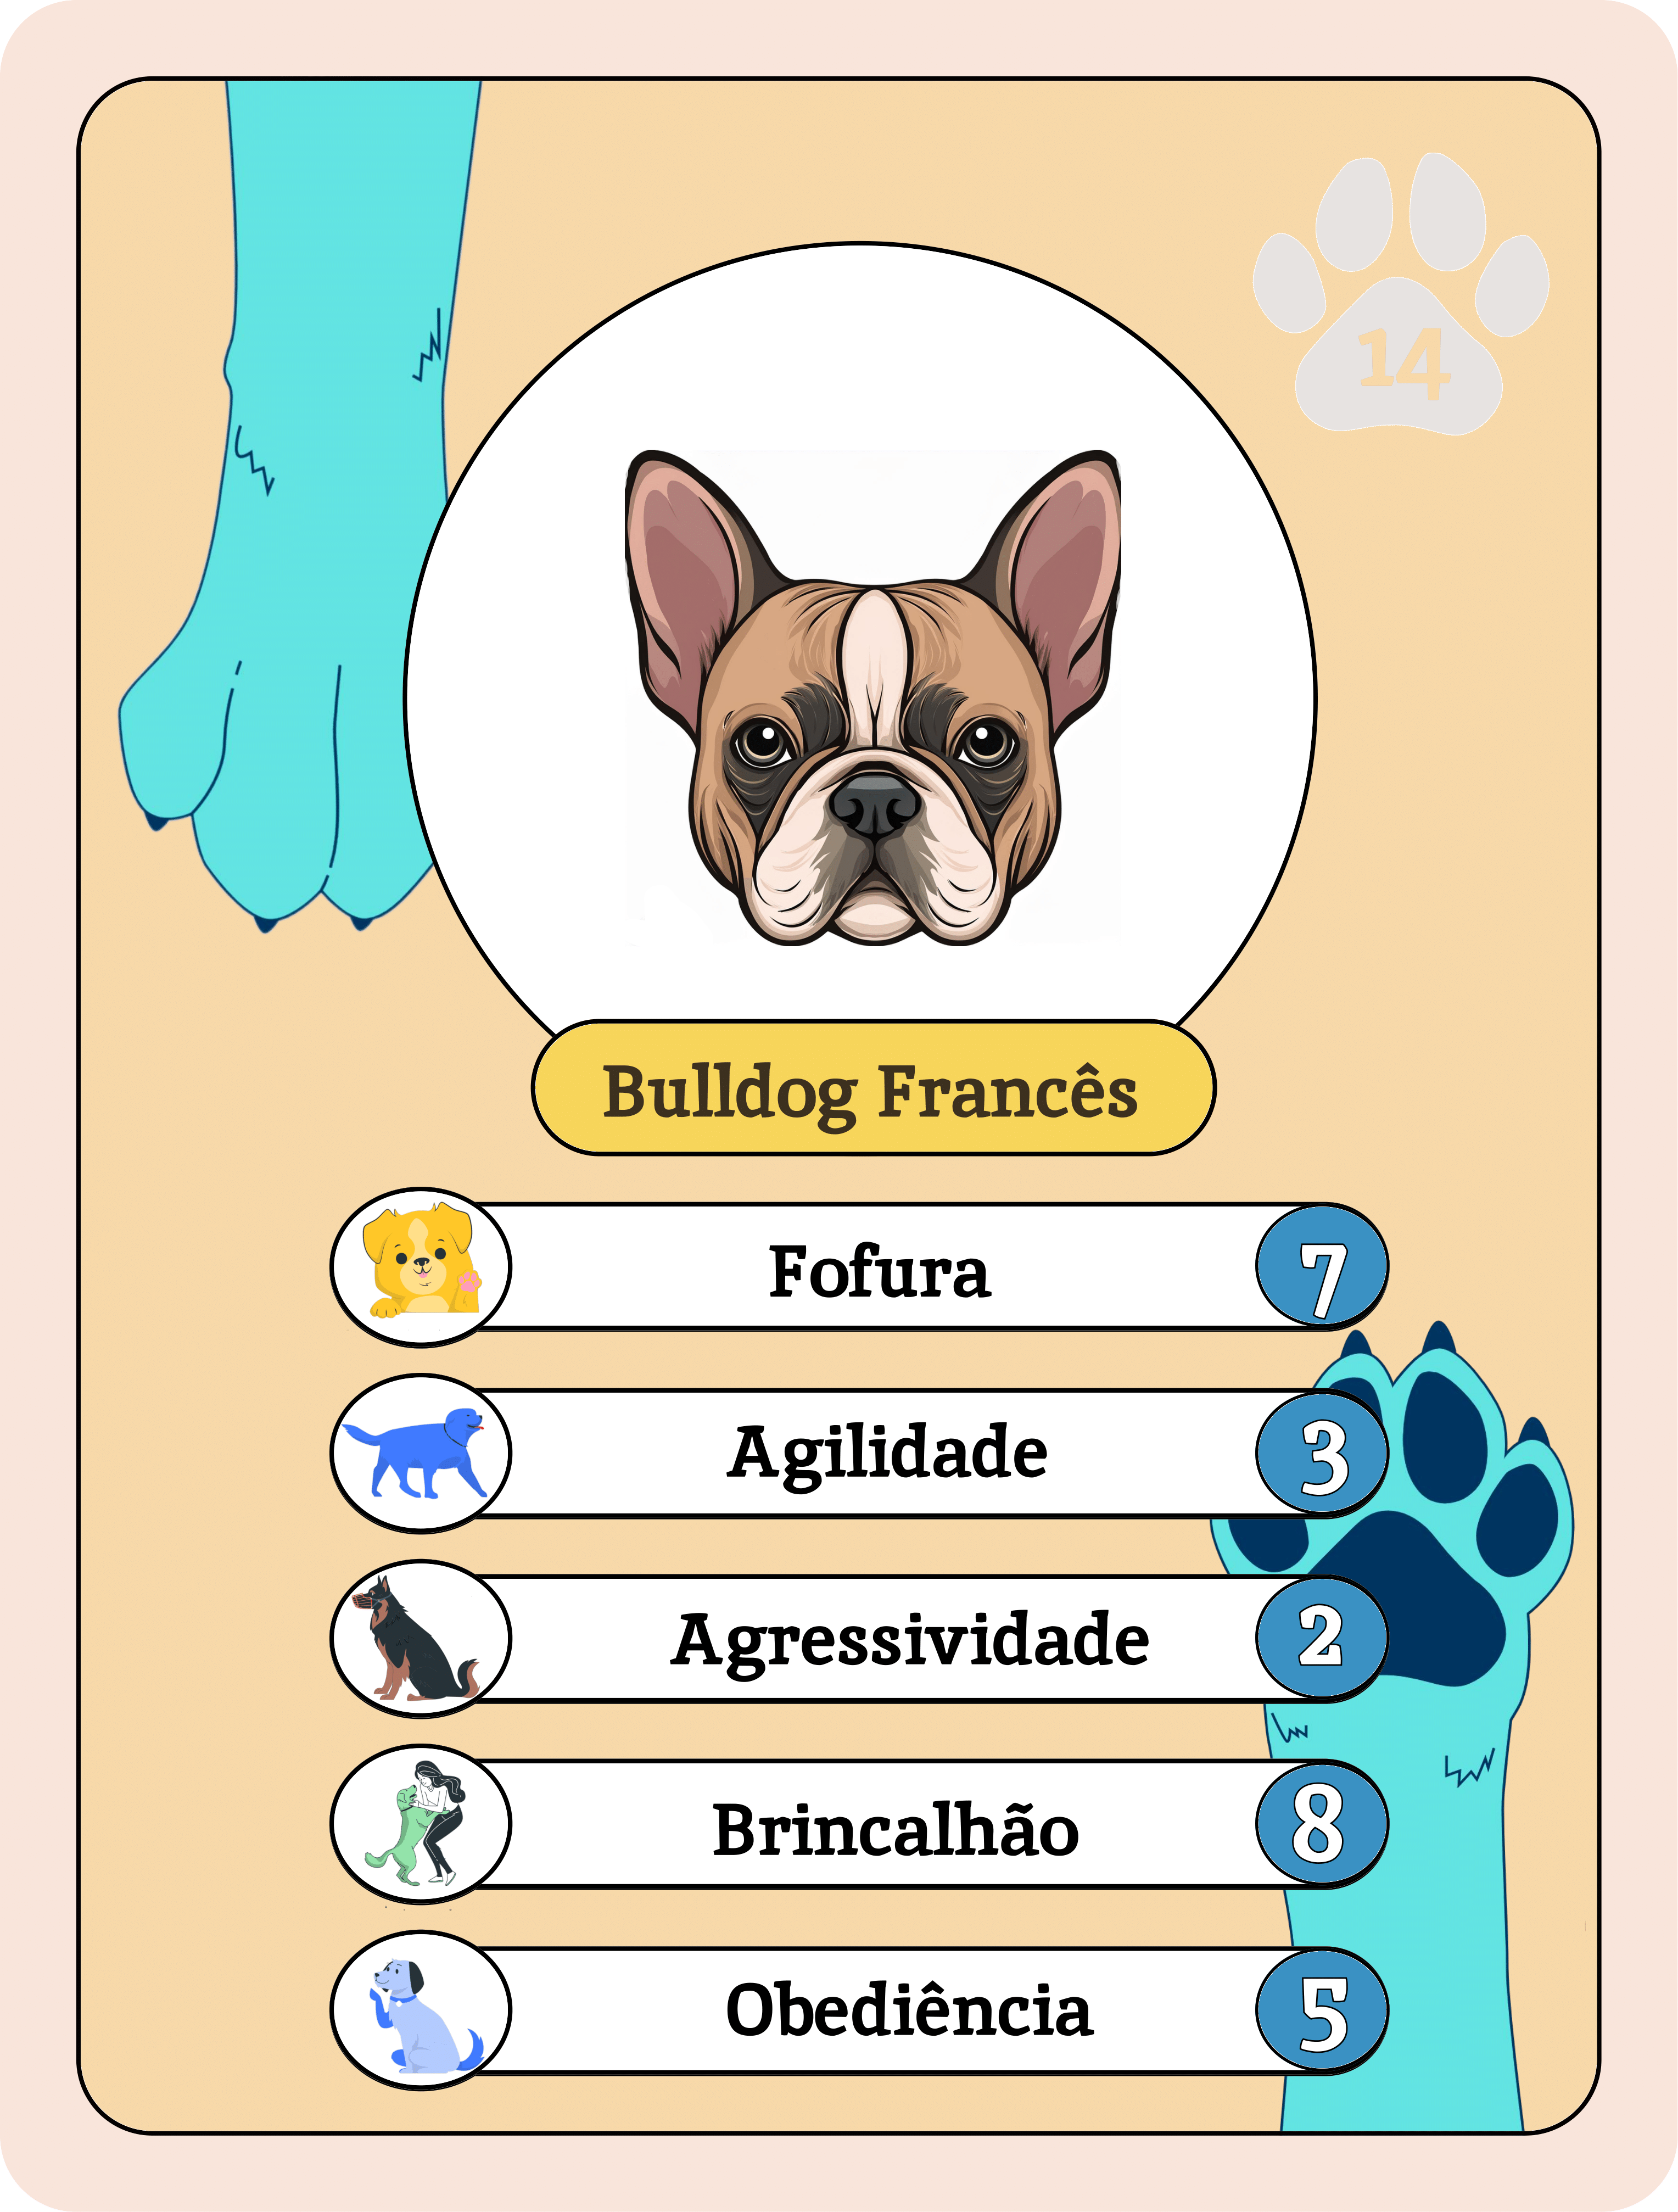 14
Bulldog Francês
Fofura 7
Agilidade 3
Agressividade 2
Brincalhão 8
Obediência 5